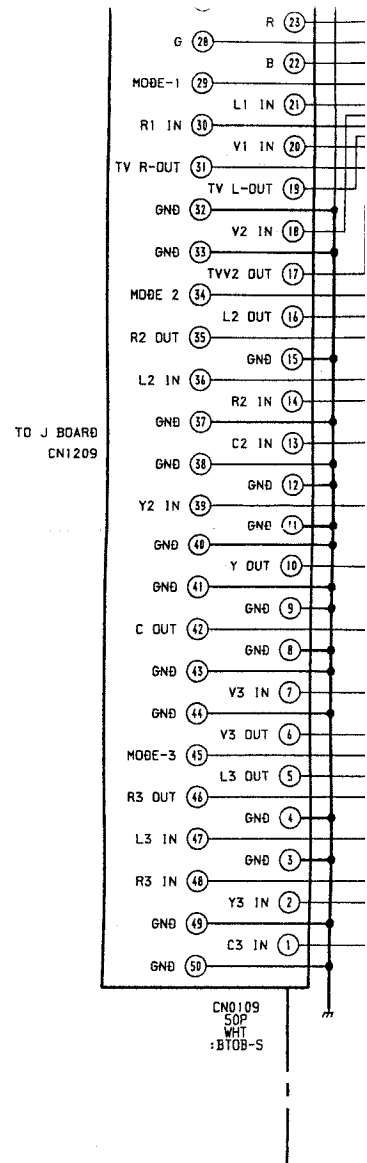 R 23
G 28
B 22
MODE-1 29
L1 IN 21
R1 IN 30
V1 IN 20
TV R-OUT 31
TV L-OUT 19
GND 32
V2 IN 18
GND 33
TVV2 OUT 17
MODE 2 34
L2 OUT 16
R2 OUT 35
GND 15
L2 IN 36
R2 IN 14
GND 37
TO J BOARD
CN1209
C2 IN 13
GND 38
GND 12
Y2 IN 39
GND 11
GND 40
Y OUT 10
GND 41
GND 9
C OUT 42
GND 8
GND 43
V3 IN 7
GND 44
V3 OUT 6
MODE-3 45
L3 OUT 5
R3 OUT 46
GND 4
L3 IN 47
GND 3
R3 IN 48
Y3 IN 2
GND 49
C3 IN 1
GND 50
CN0109
50P
WHT
:BTOB-S